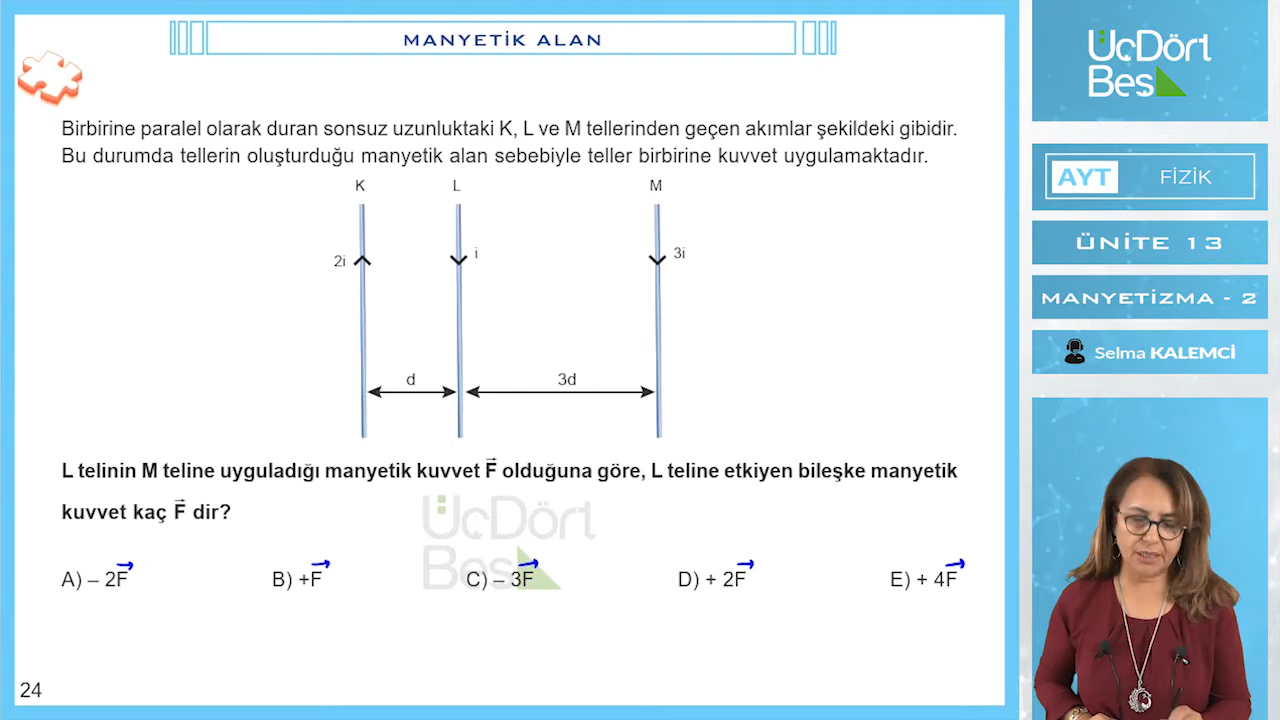 MANYETİK ALAN
Birbirine paralel olarak duran sonsuz uzunluktaki K, L ve M tellerinden geçen akımlar şekildeki gibidir.
Bu durumda tellerin oluşturduğu manyetik alan sebebiyle teller birbirine kuvvet uygulamaktadır.
K L M
2i i 3i
d 3d
L telinin M teline uyguladığı manyetik kuvvet F⃗ olduğuna göre, L teline etkiyen bileşke manyetik
kuvvet kaç F⃗ dir?
A) – 2F⃗ B) +F⃗ C) – 3F⃗ D) + 2F⃗ E) + 4F⃗
ÜçDört
Beş
24
ÜçDört
Beş
AYT FİZİK
ÜNİTE 13
MANYETİZMA - 2
Selma KALEMCİ